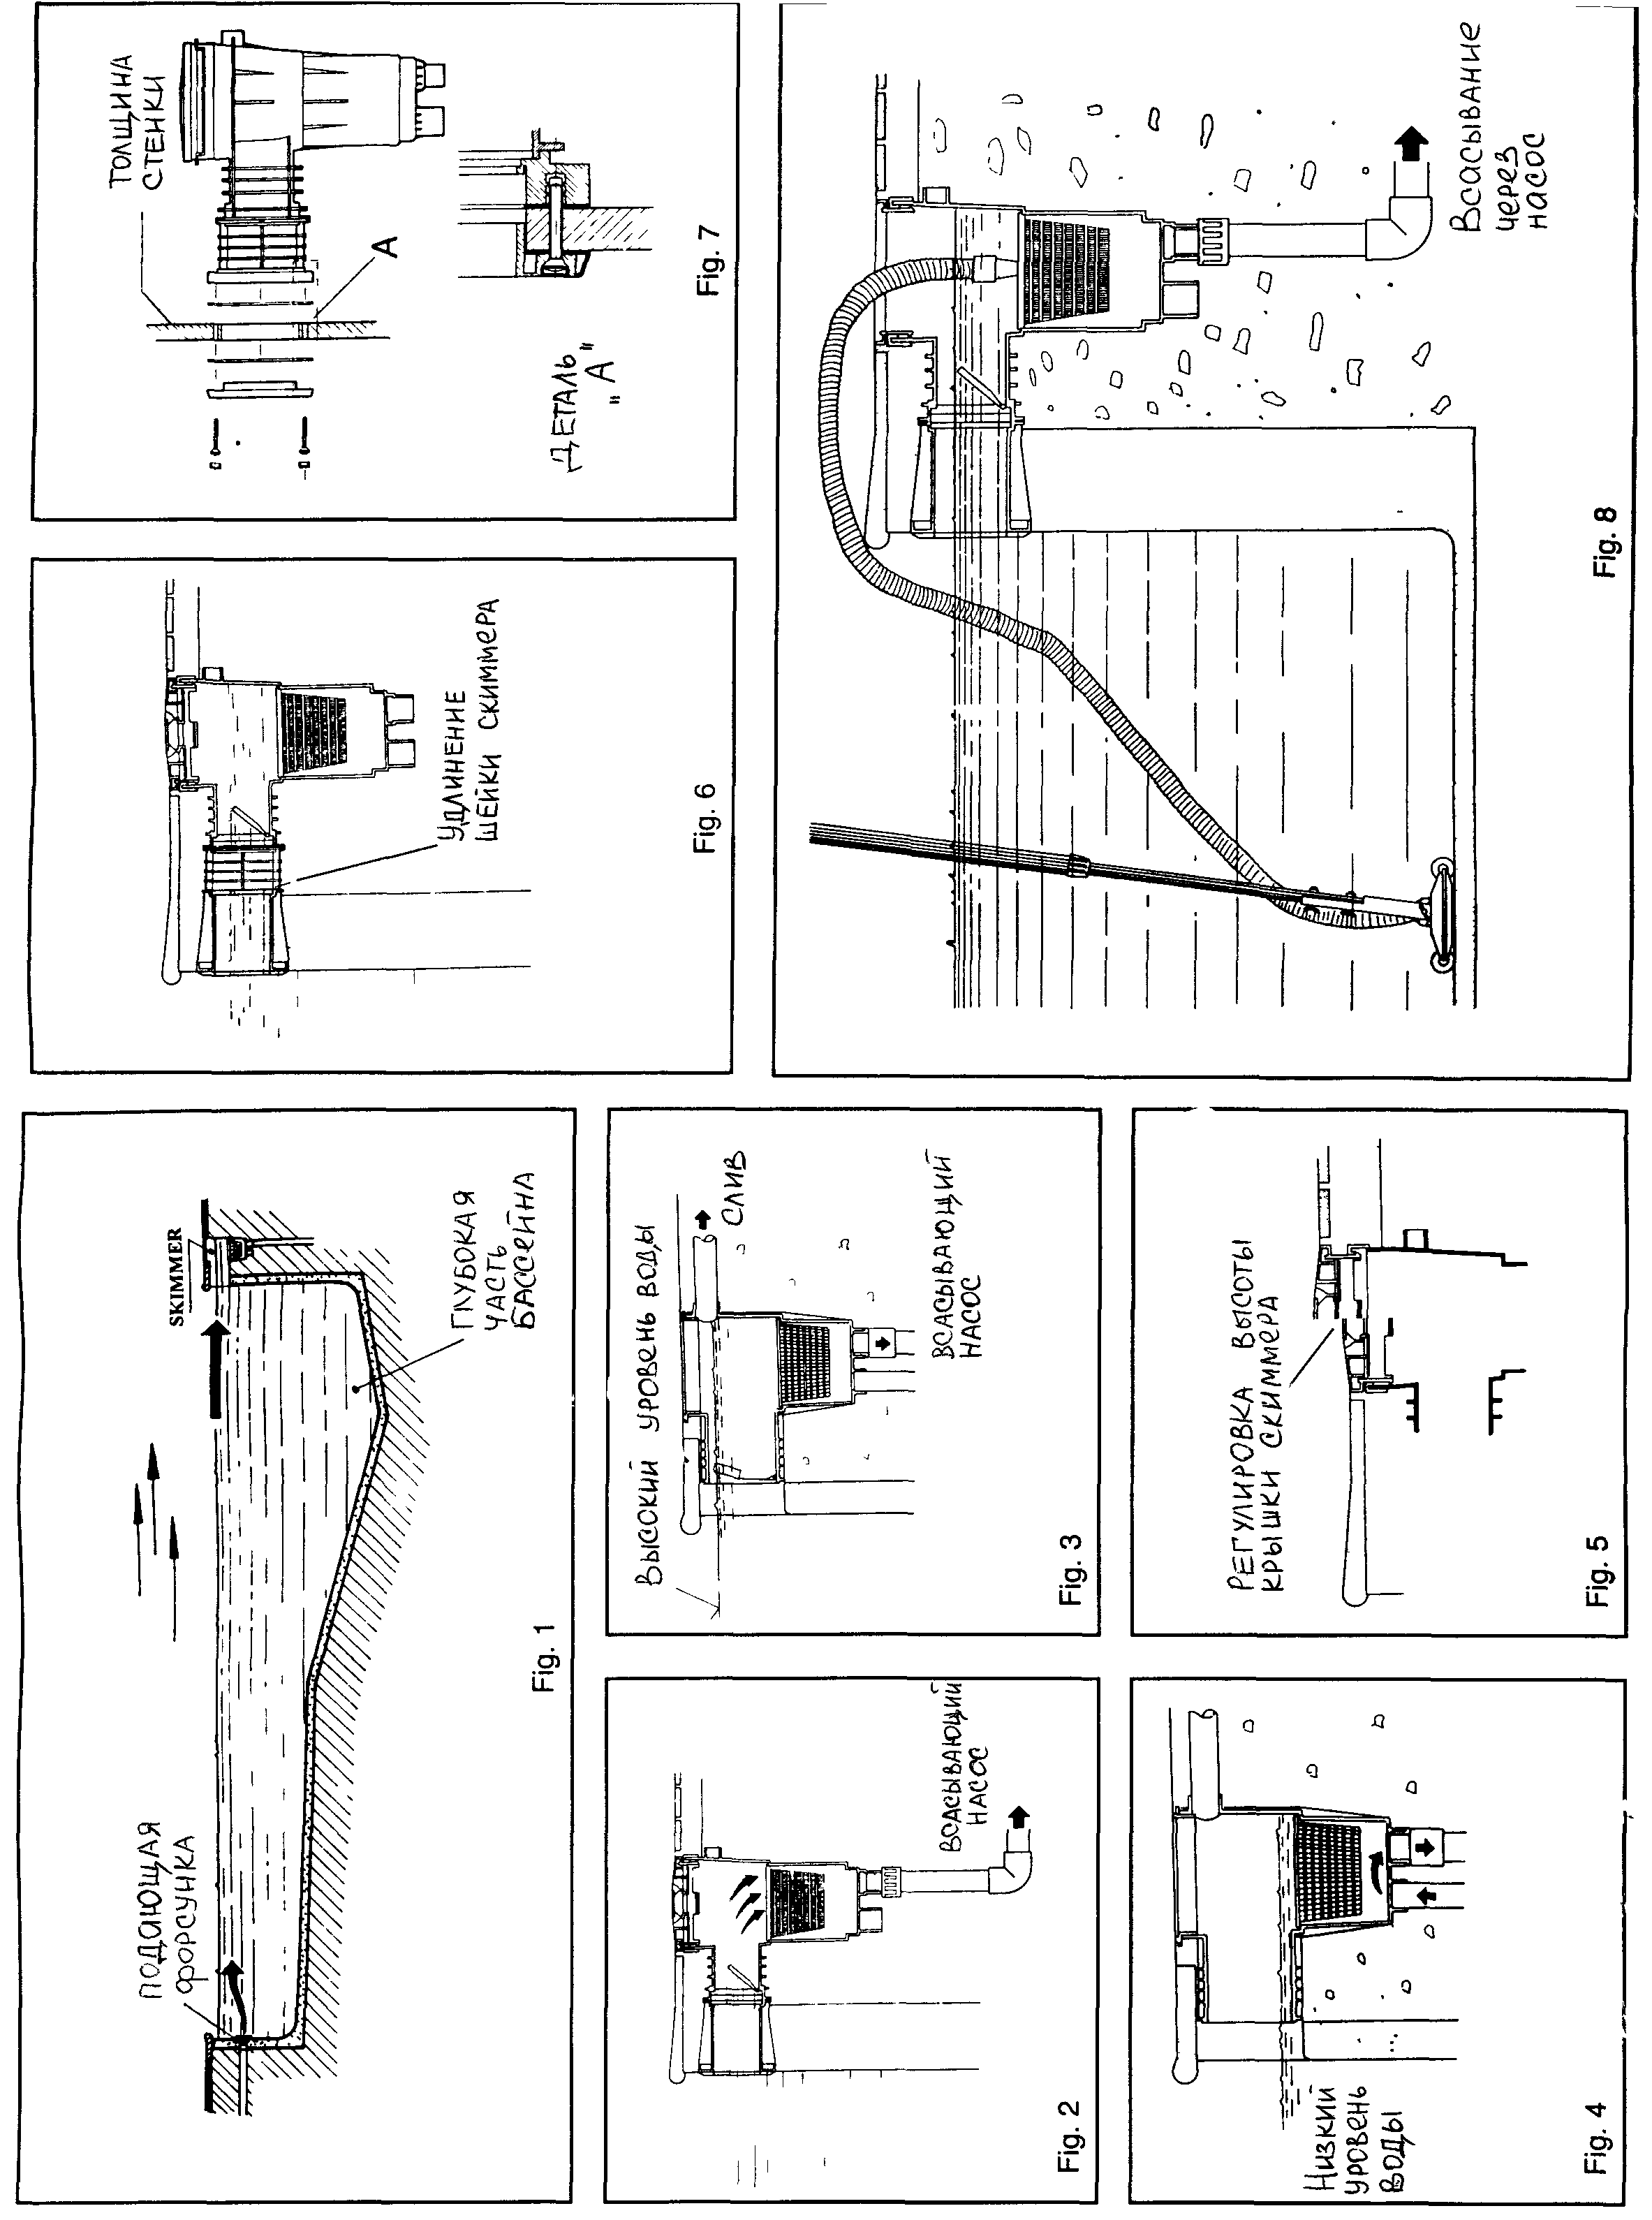 ПОДАЮЩАЯ
ФОРСУНКА
SKIMMER
ГЛУБОКАЯ
ЧАСТЬ
БАССЕЙНА
Fig. 1
ВСАСЫВАЮЩИЙ
НАСОС
Fig. 2
ВЫСОКИЙ УРОВЕНЬ ВОДЫ
СЛИВ
ВСАСЫВАЮЩИЙ
НАСОС
Fig. 3
НИЗКИЙ
УРОВЕНЬ
ВОДЫ
Fig. 4
РЕГУЛИРОВКА ВЫСОТЫ
КРЫШКИ СКИММЕРА
Fig. 5
УДЛИНЕНИЕ
ШЕЙКИ СКИММЕРА
Fig. 6
ТОЛЩИНА
СТЕНКИ
A
ДЕТАЛЬ
"А"
Fig. 7
Всасывание
через
насос
Fig. 8